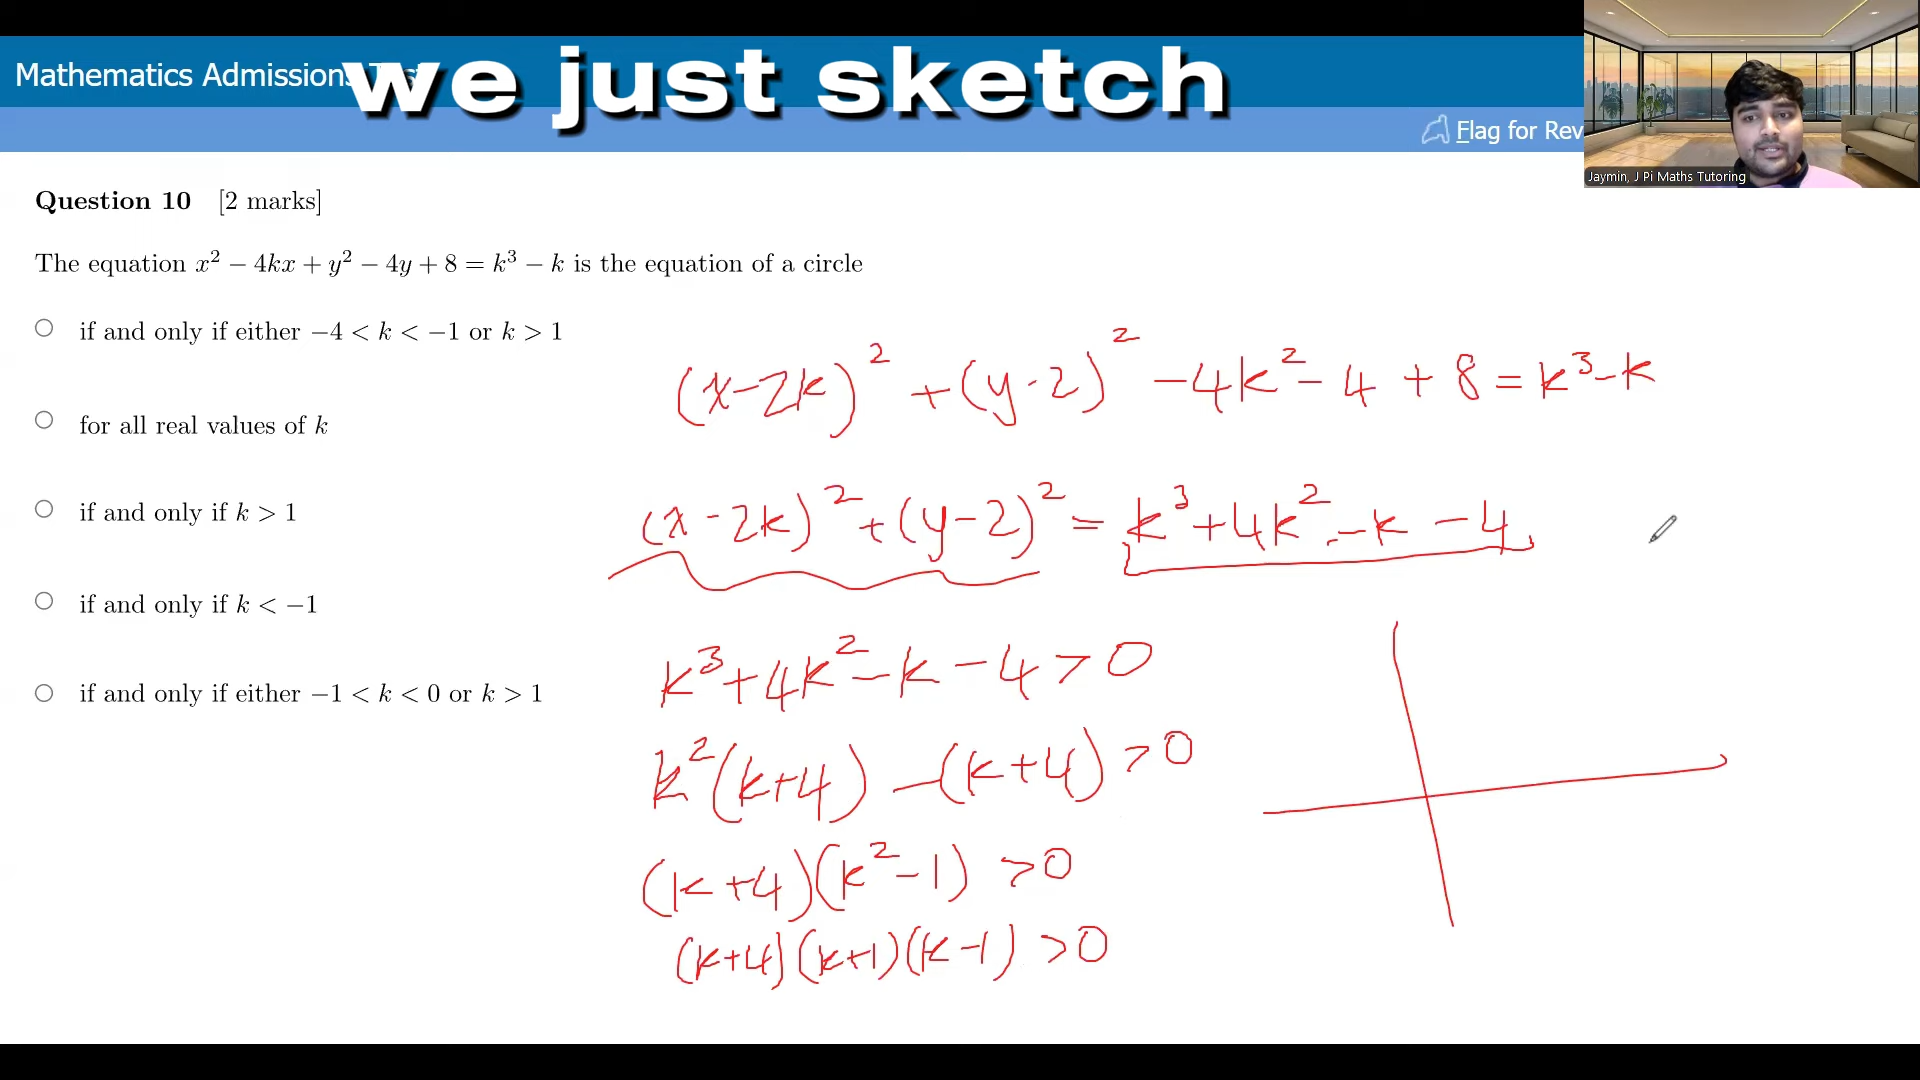 Mathematics Admissions
we just sketch
Flag for Rev
Jaymin, J Pi Maths Tutoring
Question 10 [2 marks]
The equation x² − 4kx + y² − 4y + 8 = k³ − k is the equation of a circle
if and only if either −4 < k < −1 or k > 1
for all real values of k
if and only if k > 1
if and only if k < −1
if and only if either −1 < k < 0 or k > 1
(x-2k)² + (y-2)² - 4k² - 4 + 8 = k³ - k
(x-2k)² + (y-2)² = k³ + 4k² - k - 4
k³ + 4k² - k - 4 > 0
k²(k+4) - (k+4) > 0
(k+4)(k²-1) > 0
(k+4)(k+1)(k-1) > 0